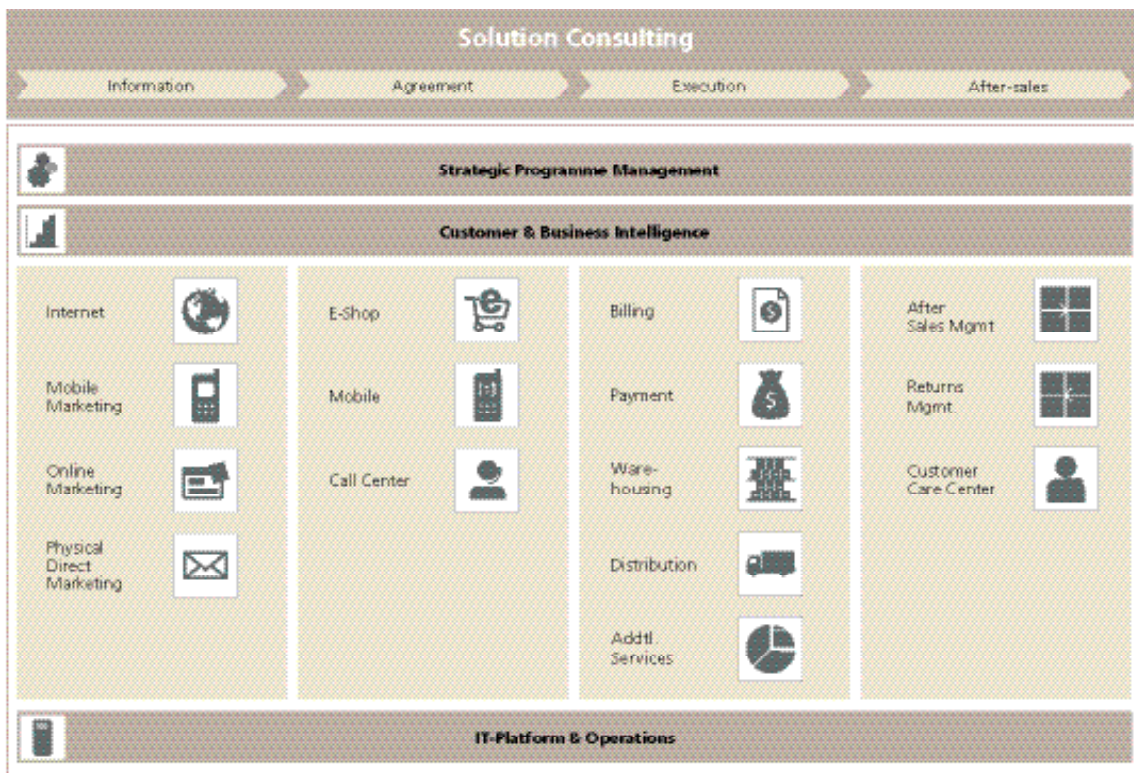 Solution Consulting
Information
Agreement
Execution
After-sales
Strategic Programme Management
Customer & Business Intelligence
Internet
Mobile
Marketing
Online
Marketing
Physical
Direct
Marketing
E-Shop
Mobile
Call Center
Billing
Payment
Ware-
housing
Distribution
Addtl.
Services
After
Sales Mgmt
Returns
Mgmt.
Customer
Care Center
IT-Platform & Operations